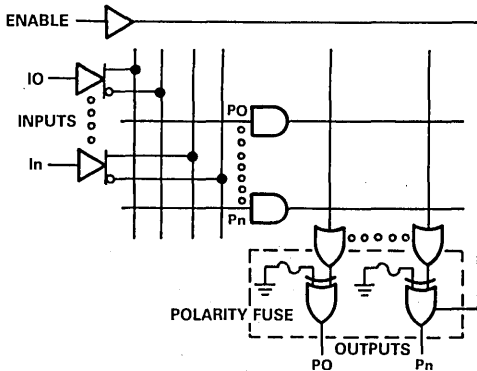 ENABLE
IO
INPUTS
In
PO
Pn
POLARITY FUSE
OUTPUTS
PO
Pn